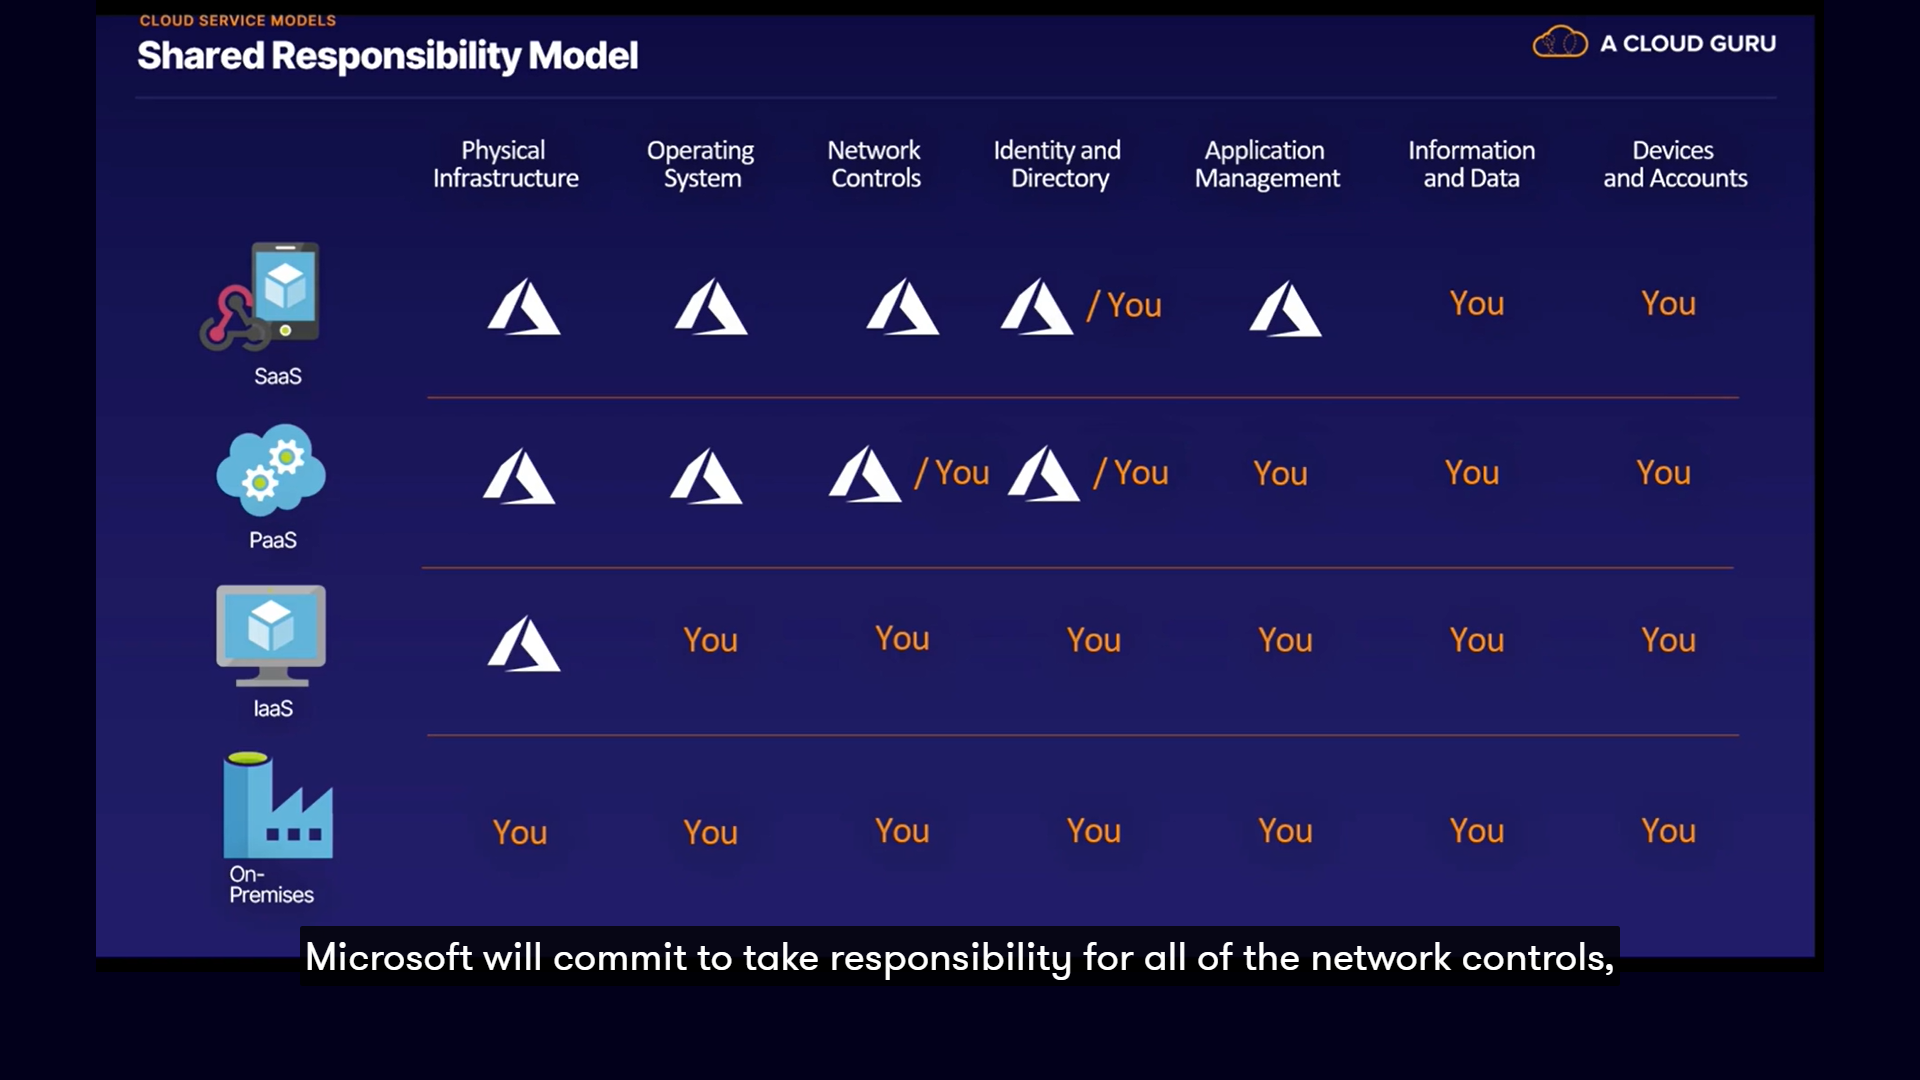 CLOUD SERVICE MODELS
Shared Responsibility Model
A CLOUD GURU
Physical Infrastructure
Operating System
Network Controls
Identity and Directory
Application Management
Information and Data
Devices and Accounts
/ You
You
You
SaaS
/ You
/ You
You
You
You
PaaS
You
You
You
You
You
You
IaaS
You
You
You
You
You
You
You
On-
Premises
Microsoft will commit to take responsibility for all of the network controls,